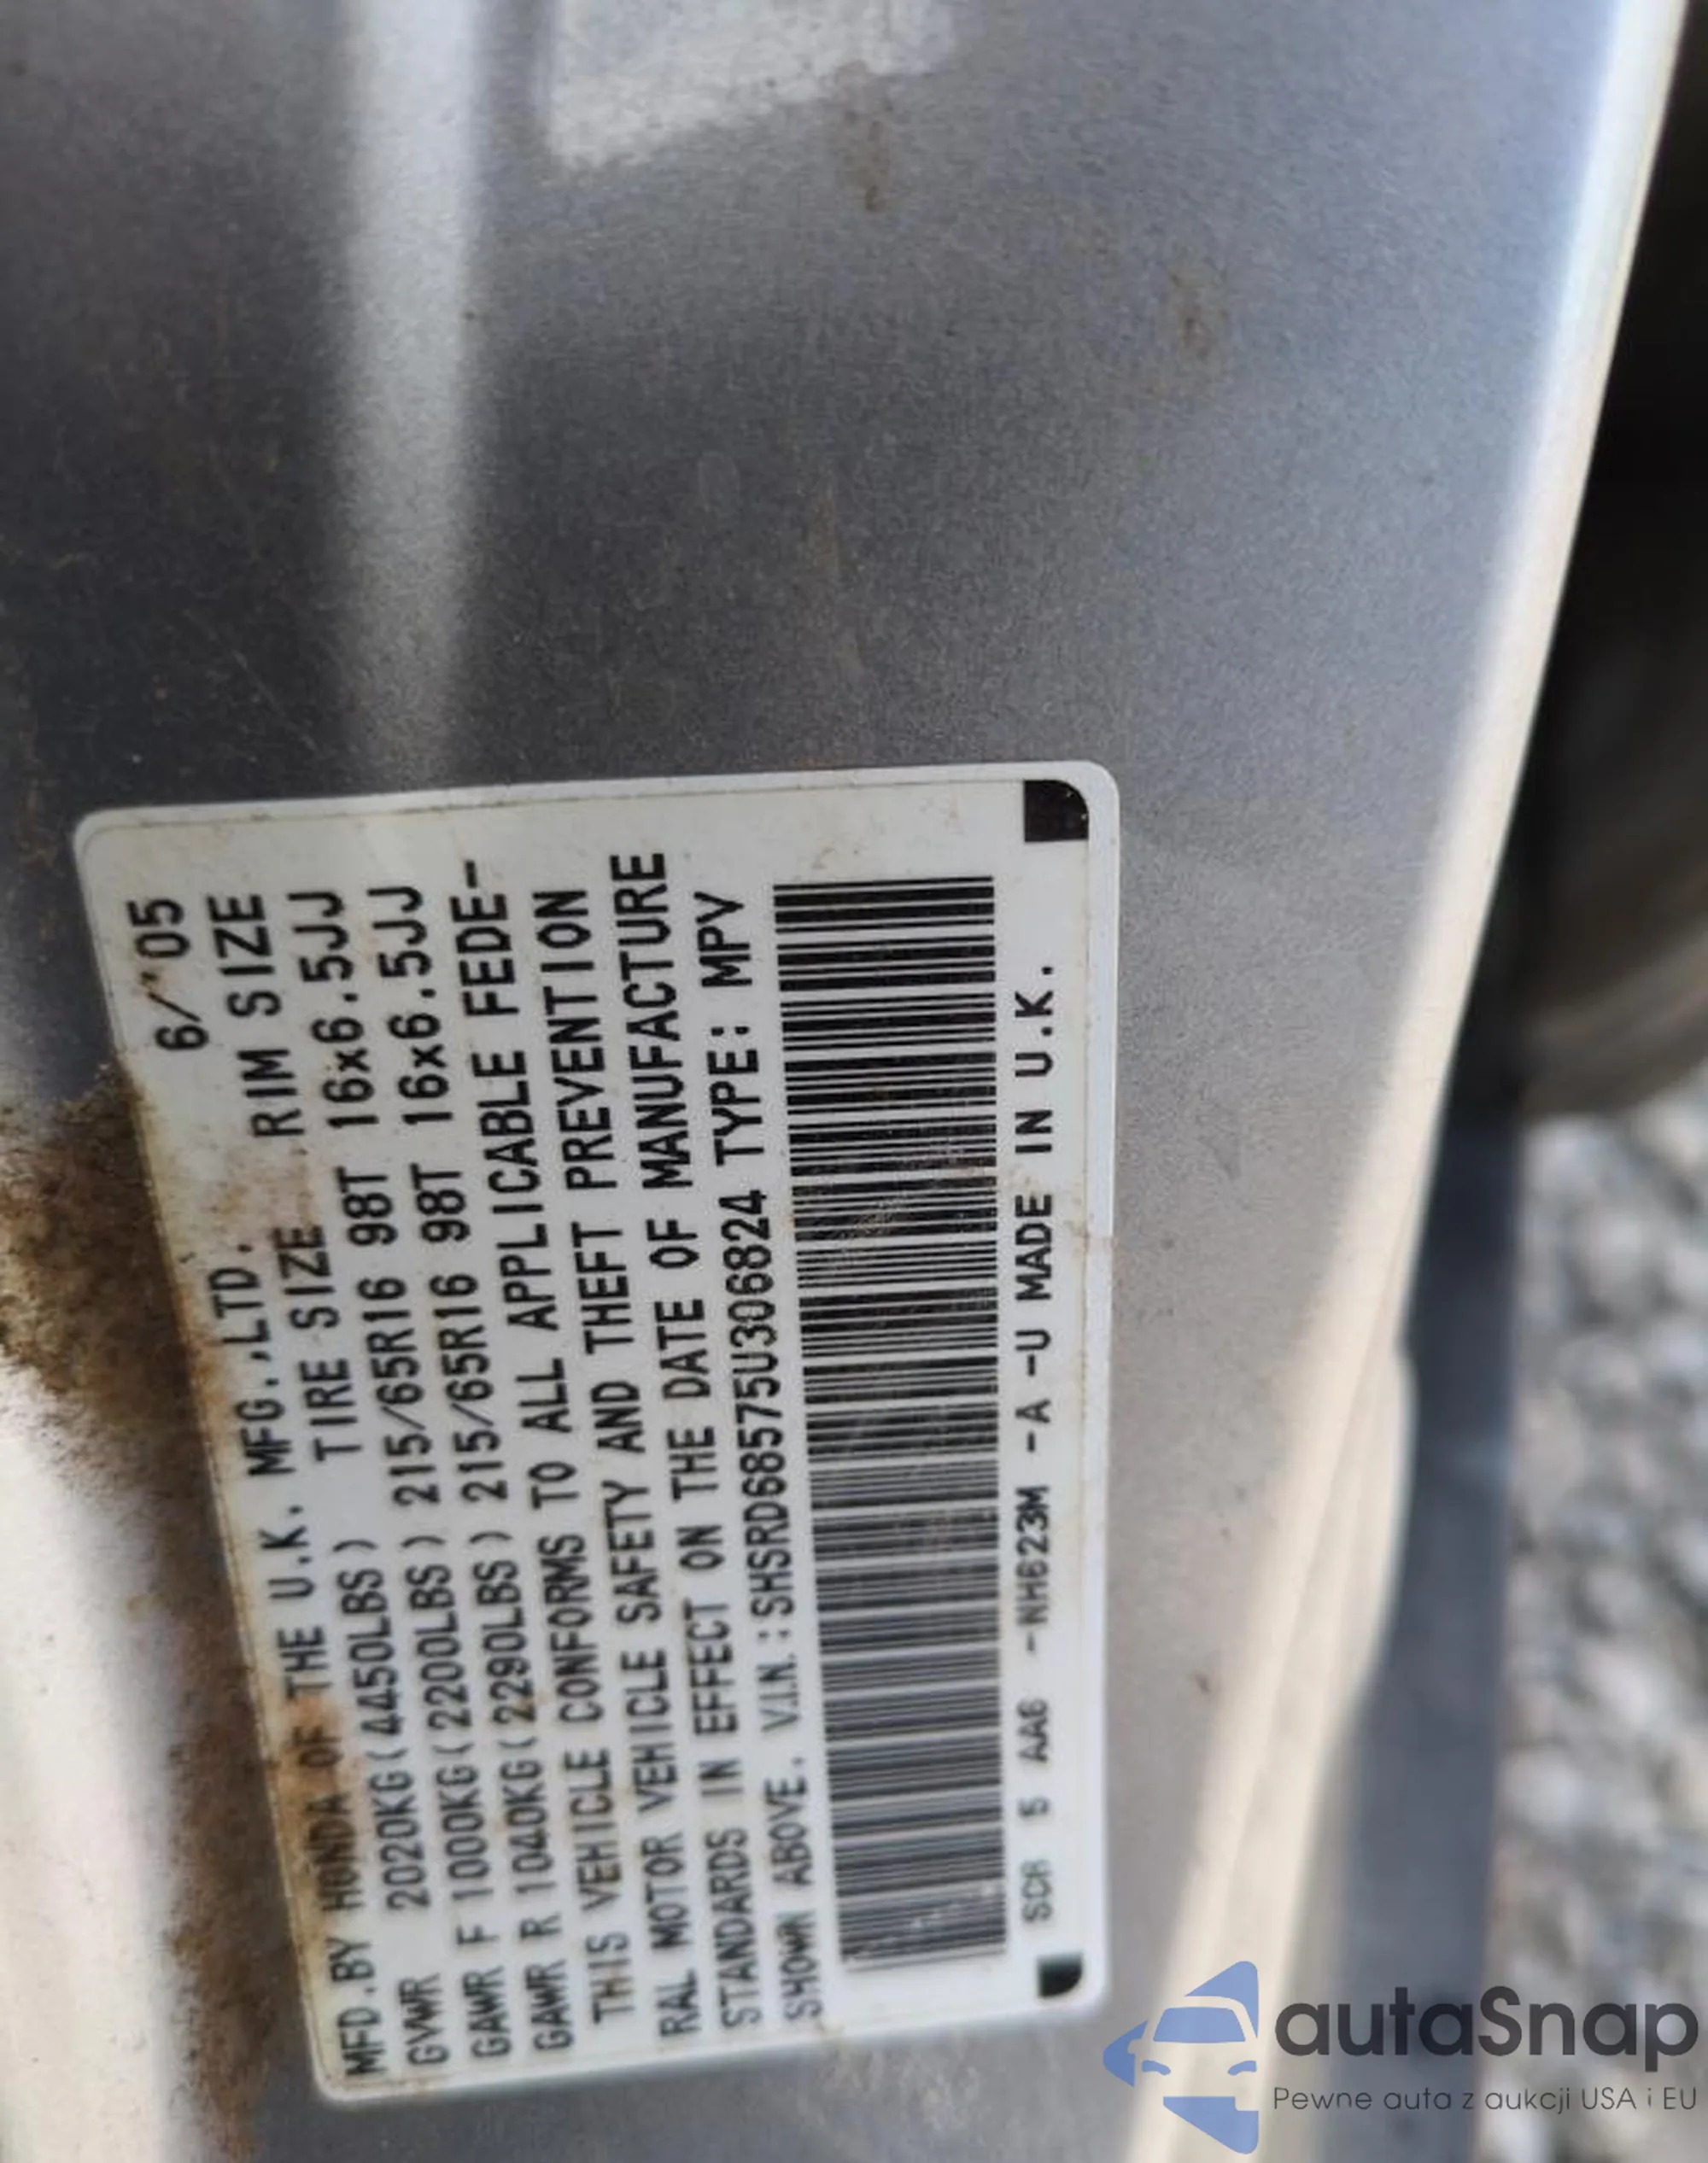 MFD.BY HONDA OF THE U.K. MFG.,LTD. 6/'05
GVWR 2020KG(4450LBS) TIRE SIZE RIM SIZE
GAWR F 1000KG(2200LBS) 215/65R16 98T 16x6.5JJ
GAWR R 1040KG(2290LBS) 215/65R16 98T 16x6.5JJ
THIS VEHICLE CONFORMS TO ALL APPLICABLE FEDE-
RAL MOTOR VEHICLE SAFETY AND THEFT PREVENTION
STANDARDS IN EFFECT ON THE DATE OF MANUFACTURE
SHOWN ABOVE. V.I.N.:SHSRD68575U306824 TYPE: MPV
SCR 5 AA6 -NH623M -A -U MADE IN U.K.
autaSnap
Pewne auta z aukcji USA i EU